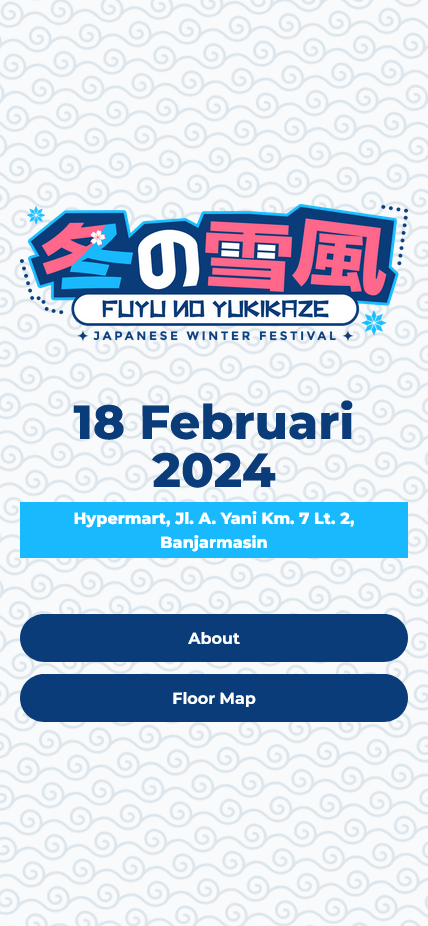 冬の雪風
FUYU NO YUKIKAZE
JAPANESE WINTER FESTIVAL
18 Februari
2024
Hypermart, Jl. A. Yani Km. 7 Lt. 2,
Banjarmasin
About
Floor Map